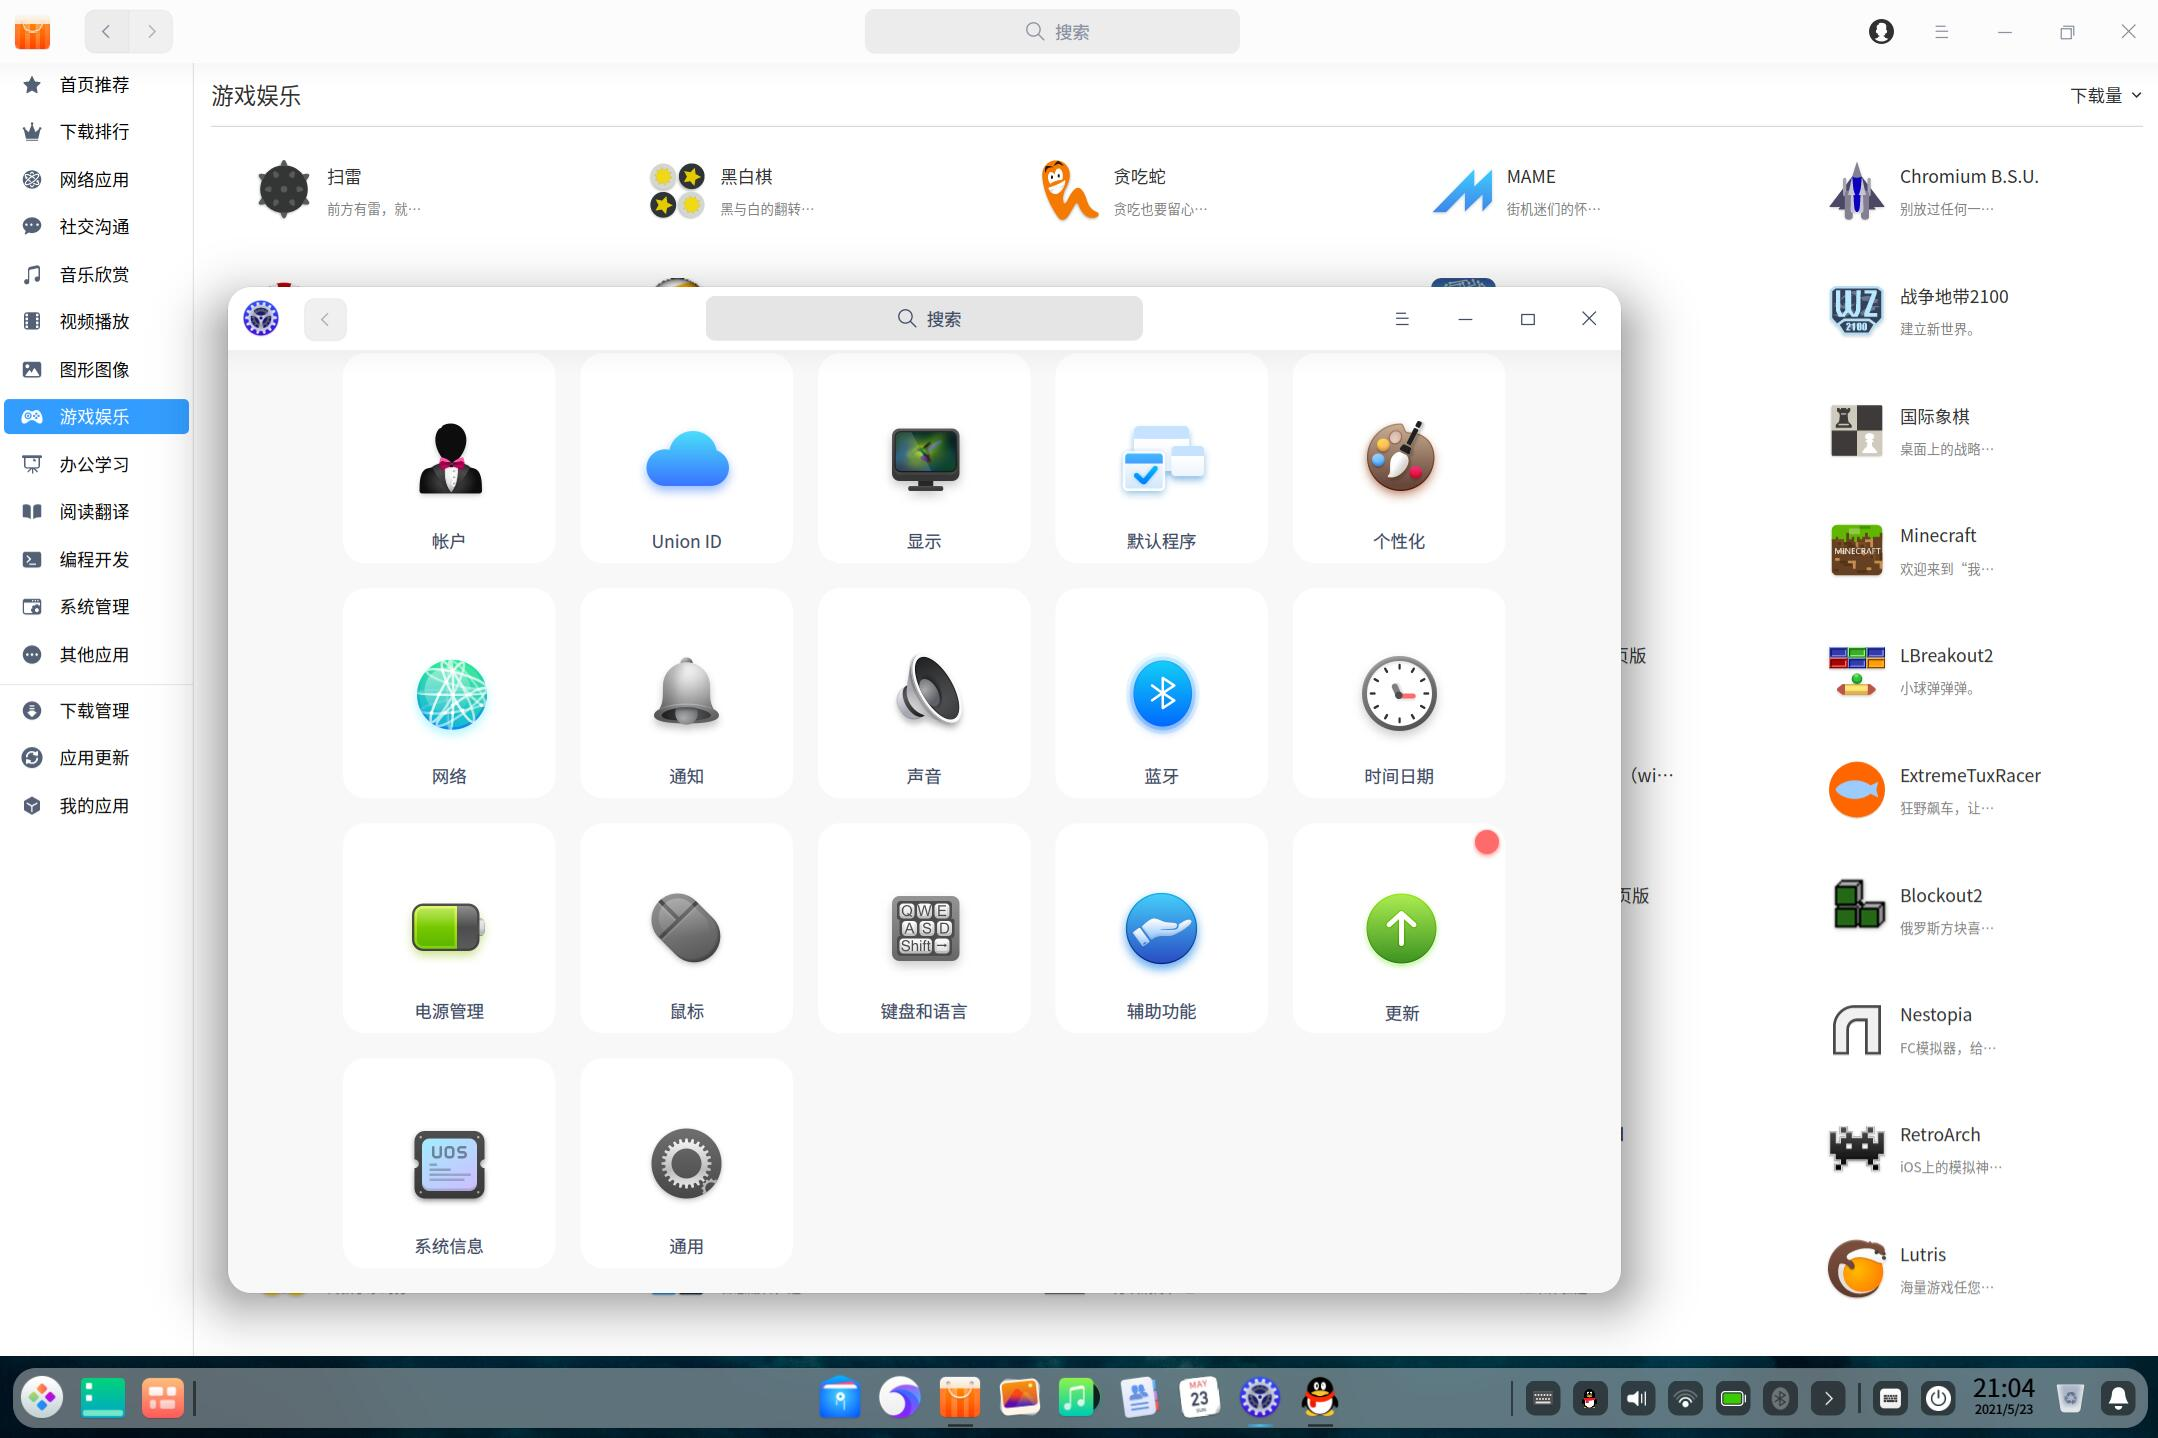 搜索
首页推荐
下载排行
网络应用
社交沟通
音乐欣赏
视频播放
图形图像
游戏娱乐
办公学习
阅读翻译
编程开发
系统管理
其他应用
下载管理
应用更新
我的应用
游戏娱乐
下载量
扫雷
前方有雷，就…
黑白棋
黑与白的翻转…
贪吃蛇
贪吃也要留心…
MAME
街机迷们的怀…
Chromium B.S.U.
别放过任何一…
WZ
2100
战争地带2100
建立新世界。
国际象棋
桌面上的战略…
MINECRAFT
Minecraft
欢迎来到“我…
页版
LBreakout2
小球弹弹弹。
（wi…
ExtremeTuxRacer
狂野飙车，让…
页版
Blockout2
俄罗斯方块喜…
Nestopia
FC模拟器，给…
RetroArch
iOS上的模拟神…
Lutris
海量游戏任您…
搜索
帐户
Union ID
显示
默认程序
个性化
网络
通知
声音
蓝牙
时间日期
电源管理
鼠标
Q W E
A S D
Shift →
键盘和语言
辅助功能
更新
UOS
系统信息
通用
MAY
23
SUN
21:04
2021/5/23